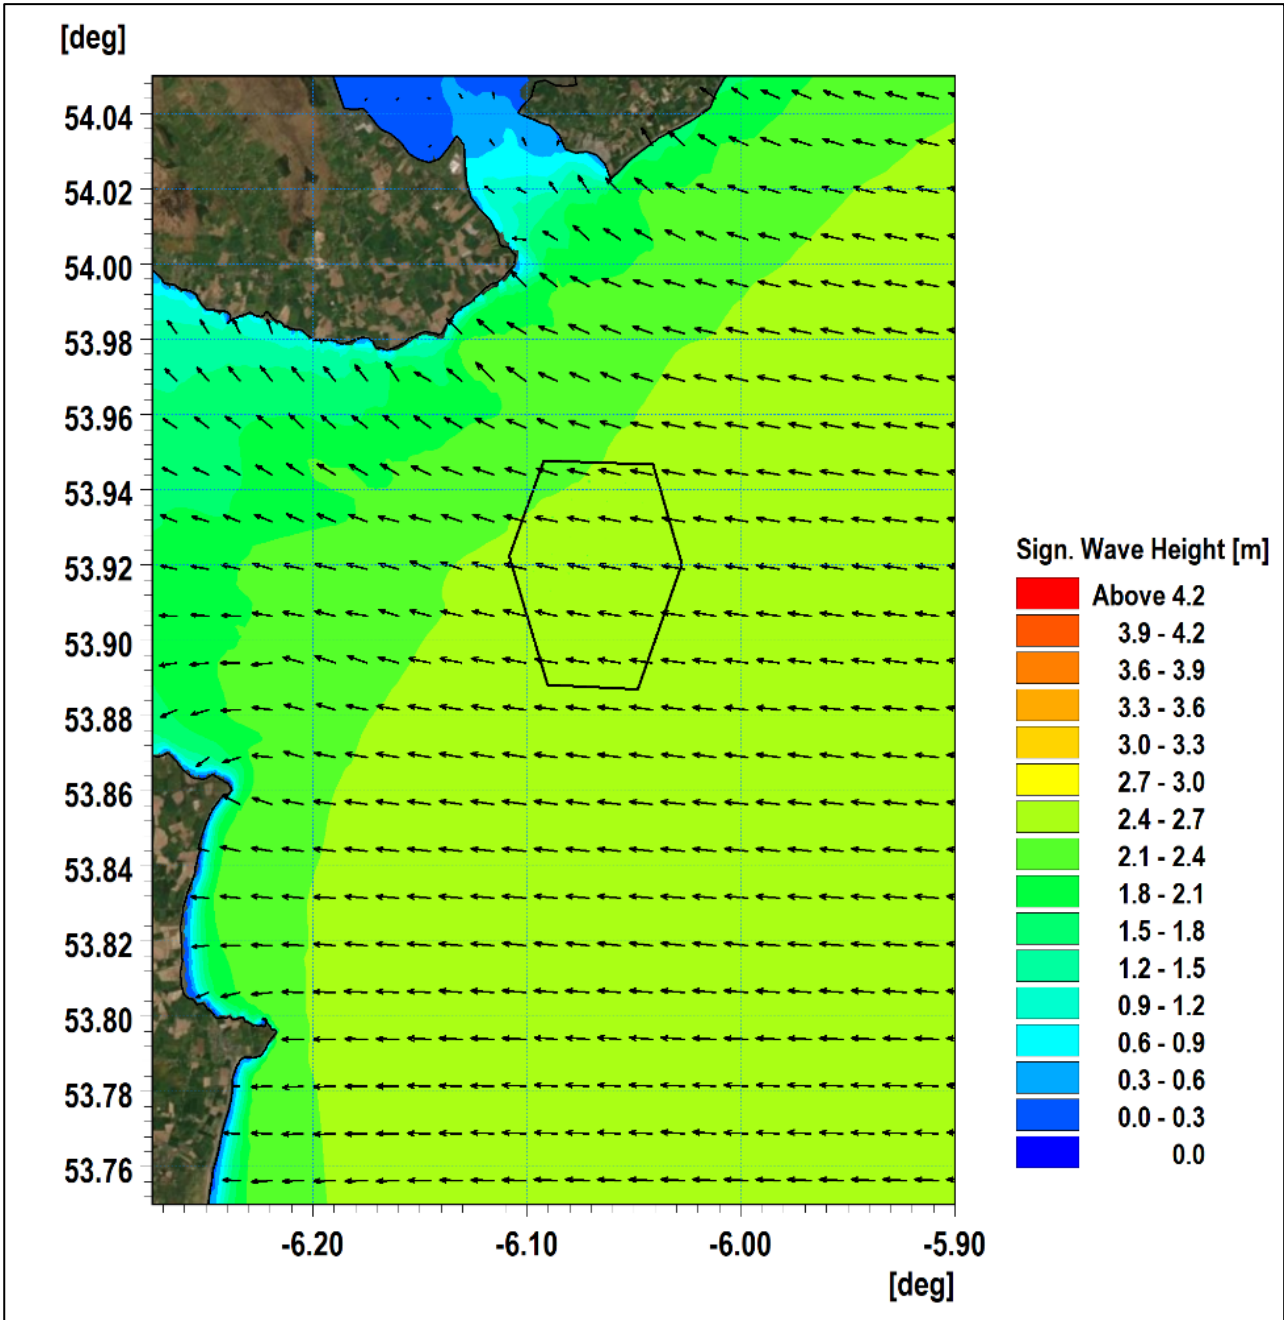 [deg]
54.04
54.02
54.00
53.98
53.96
53.94
53.92
53.90
53.88
53.86
53.84
53.82
53.80
53.78
53.76
-6.20 -6.10 -6.00 -5.90
[deg]
Sign. Wave Height [m]
Above 4.2
3.9 - 4.2
3.6 - 3.9
3.3 - 3.6
3.0 - 3.3
2.7 - 3.0
2.4 - 2.7
2.1 - 2.4
1.8 - 2.1
1.5 - 1.8
1.2 - 1.5
0.9 - 1.2
0.6 - 0.9
0.3 - 0.6
0.0 - 0.3
0.0